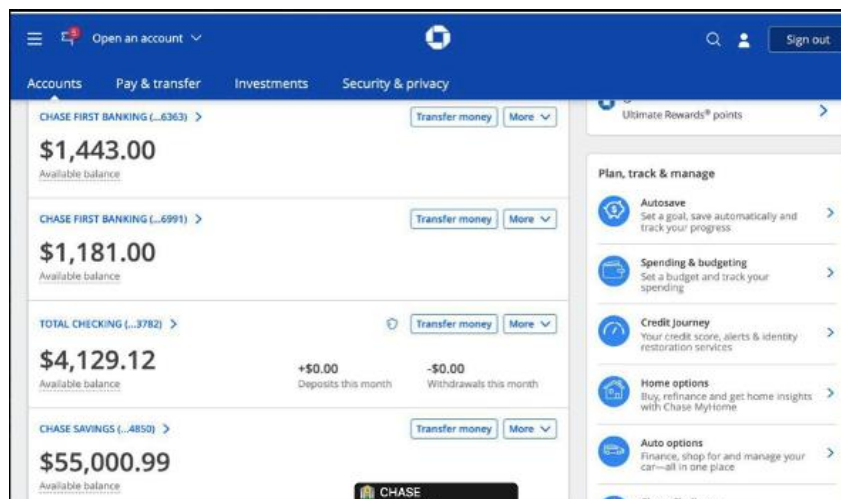 5
Open an account
Sign out
Accounts Pay & transfer Investments Security & privacy
CHASE FIRST BANKING (...6363)
Transfer money More
$1,443.00
Available balance
CHASE FIRST BANKING (...6991)
Transfer money More
$1,181.00
Available balance
TOTAL CHECKING (...3782)
Transfer money More
$4,129.12
Available balance
+$0.00
Deposits this month
-$0.00
Withdrawals this month
CHASE SAVINGS (...4850)
Transfer money More
$55,000.99
Available balance
CHASE
Ultimate Rewards® points
Plan, track & manage
Autosave
Set a goal, save automatically and
track your progress
Spending & budgeting
Set a budget and track your
spending
Credit Journey
Your credit score, alerts & identity
restoration services
Home options
Buy, refinance and get home insights
with Chase MyHome
Auto options
Finance, shop for and manage your
car—all in one place